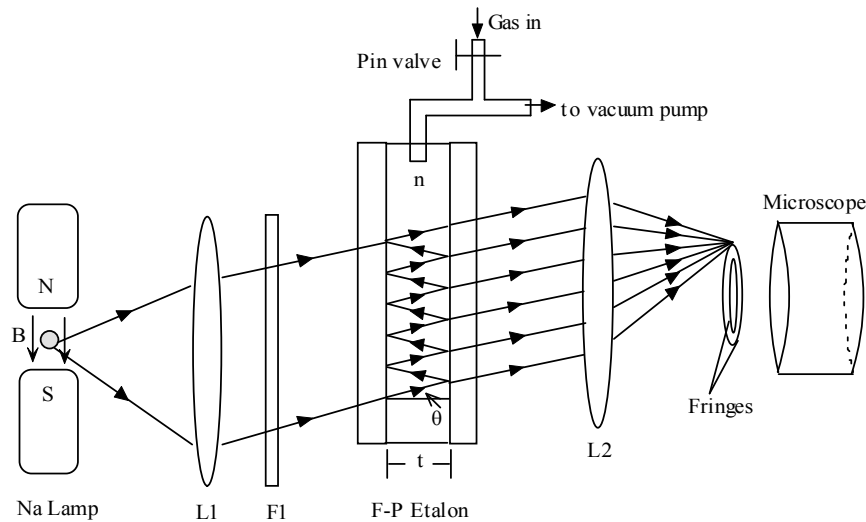 Gas in
Pin valve
to vacuum pump
n
Microscope
N
B
S
θ
Fringes
L2
t
Na Lamp
L1
F1
F-P Etalon